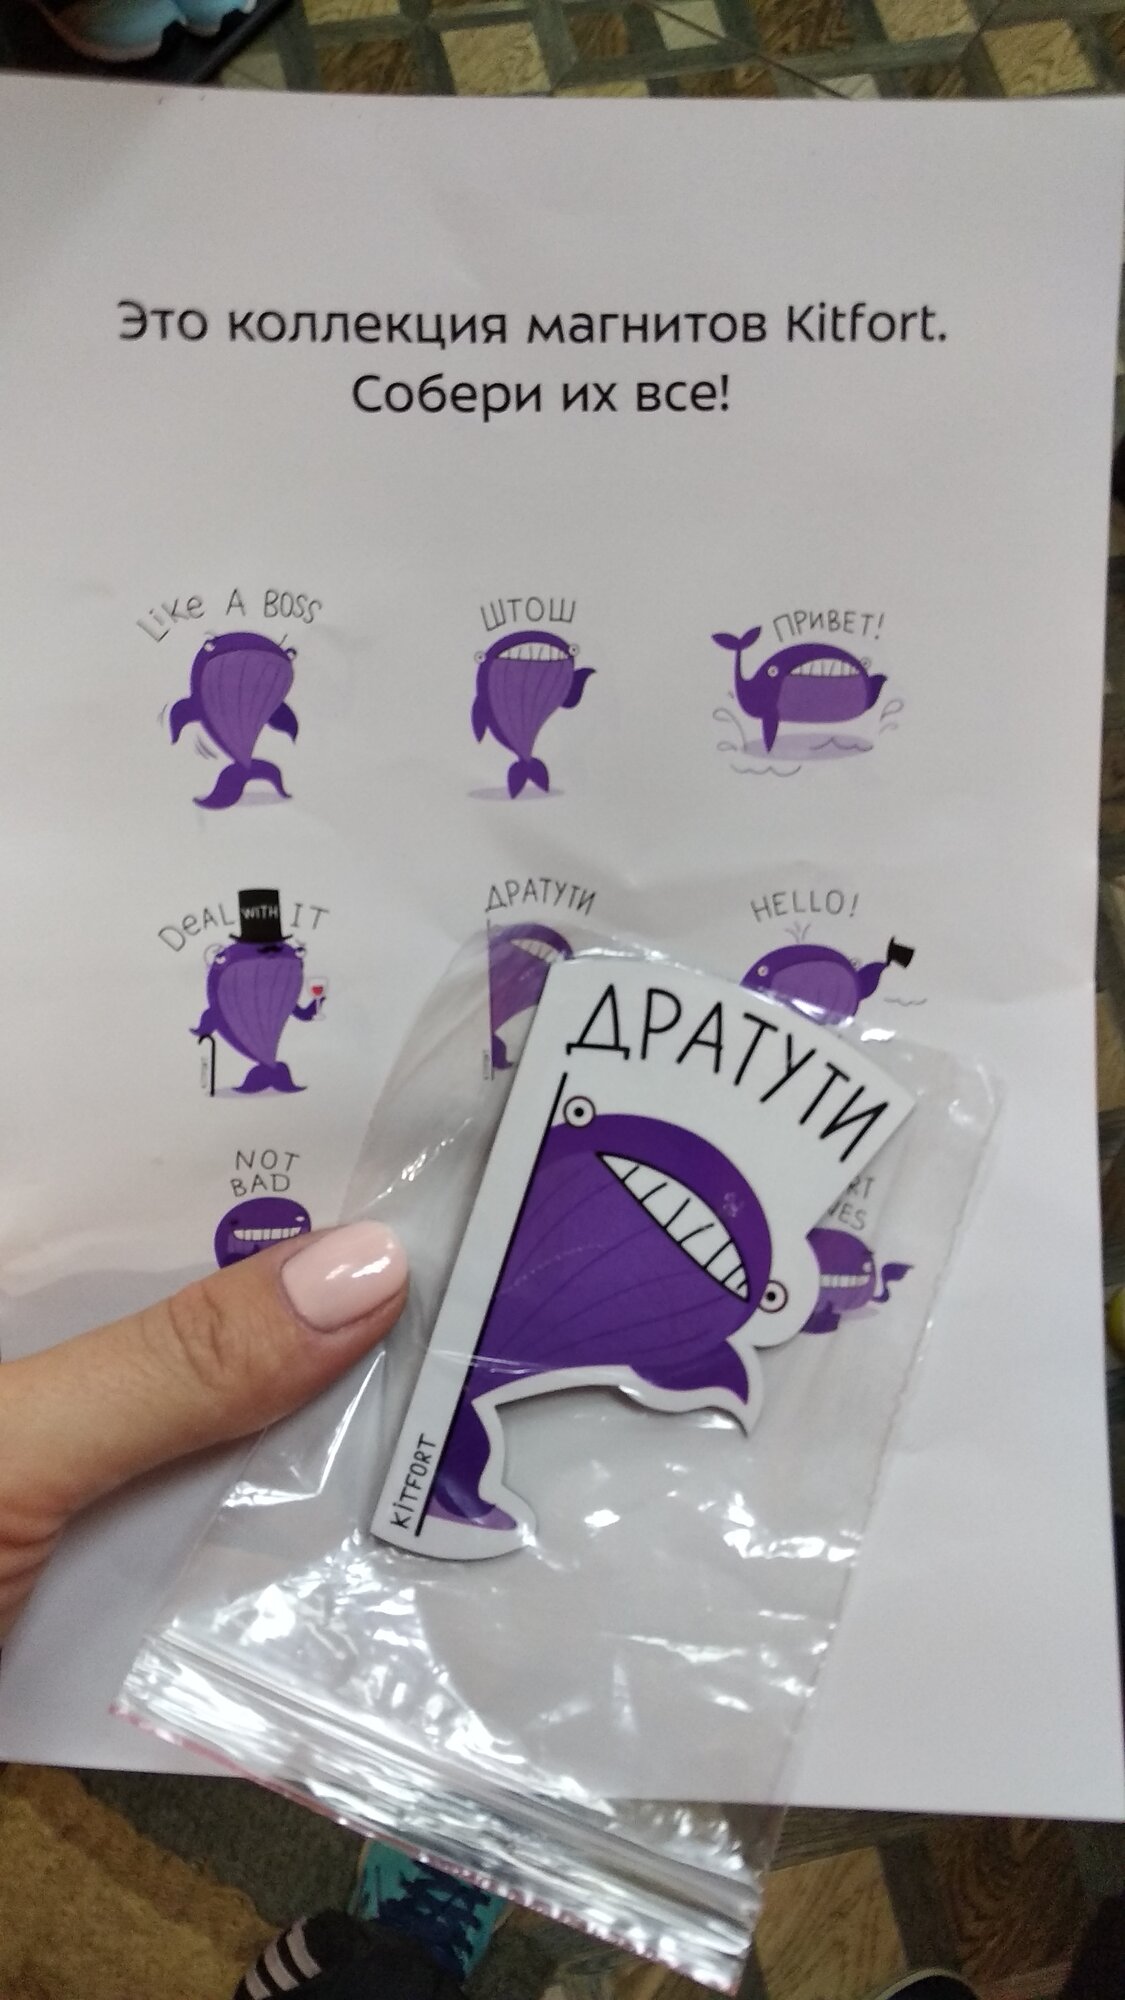 Это коллекция магнитов Kitfort.
Собери их все!
LIKE A BOSS
ШТОШ
ПРИВЕТ!
DEAL WITH IT
ДРАТУТИ
HELLO!
ДРАТУТИ
KITFORT
NOT
BAD